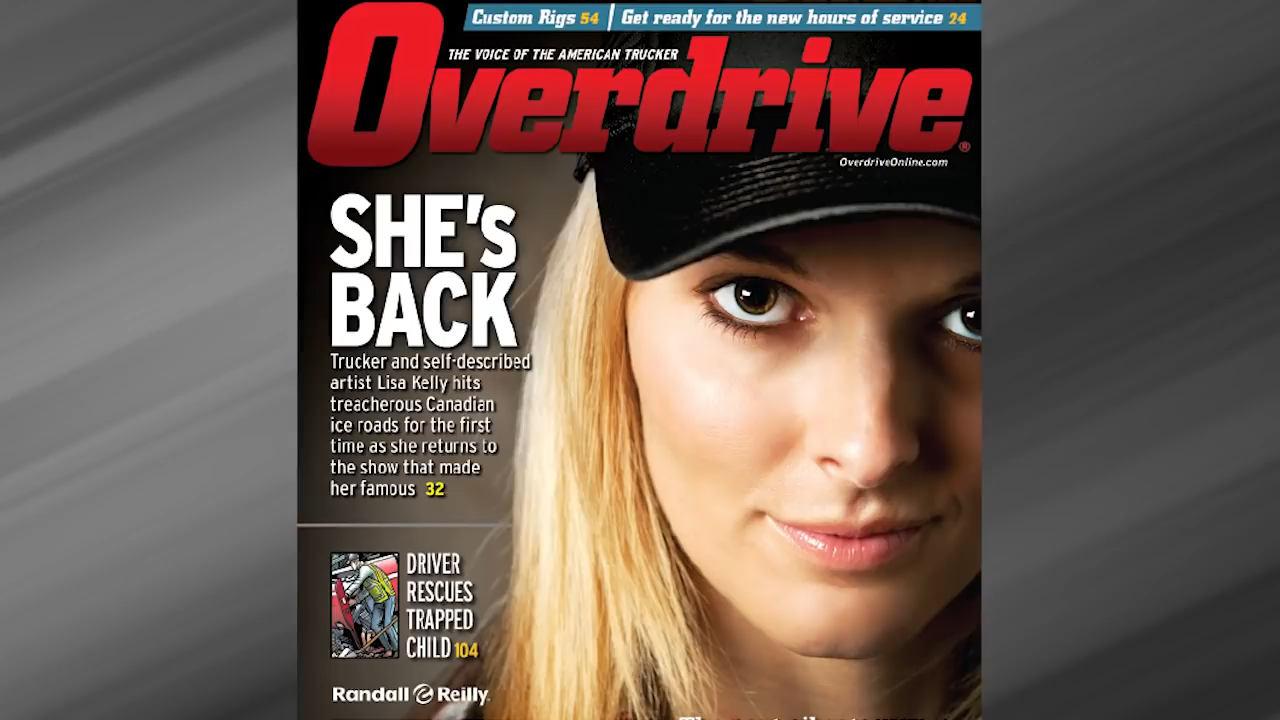 Custom Rigs 54 | Get ready for the new hours of service 24
THE VOICE OF THE AMERICAN TRUCKER
Overdrive®
OverdriveOnline.com
SHE's
BACK
Trucker and self-described
artist Lisa Kelly hits
treacherous Canadian
ice roads for the first
time as she returns to
the show that made
her famous 32
DRIVER
RESCUES
TRAPPED
CHILD 104
Randall Reilly